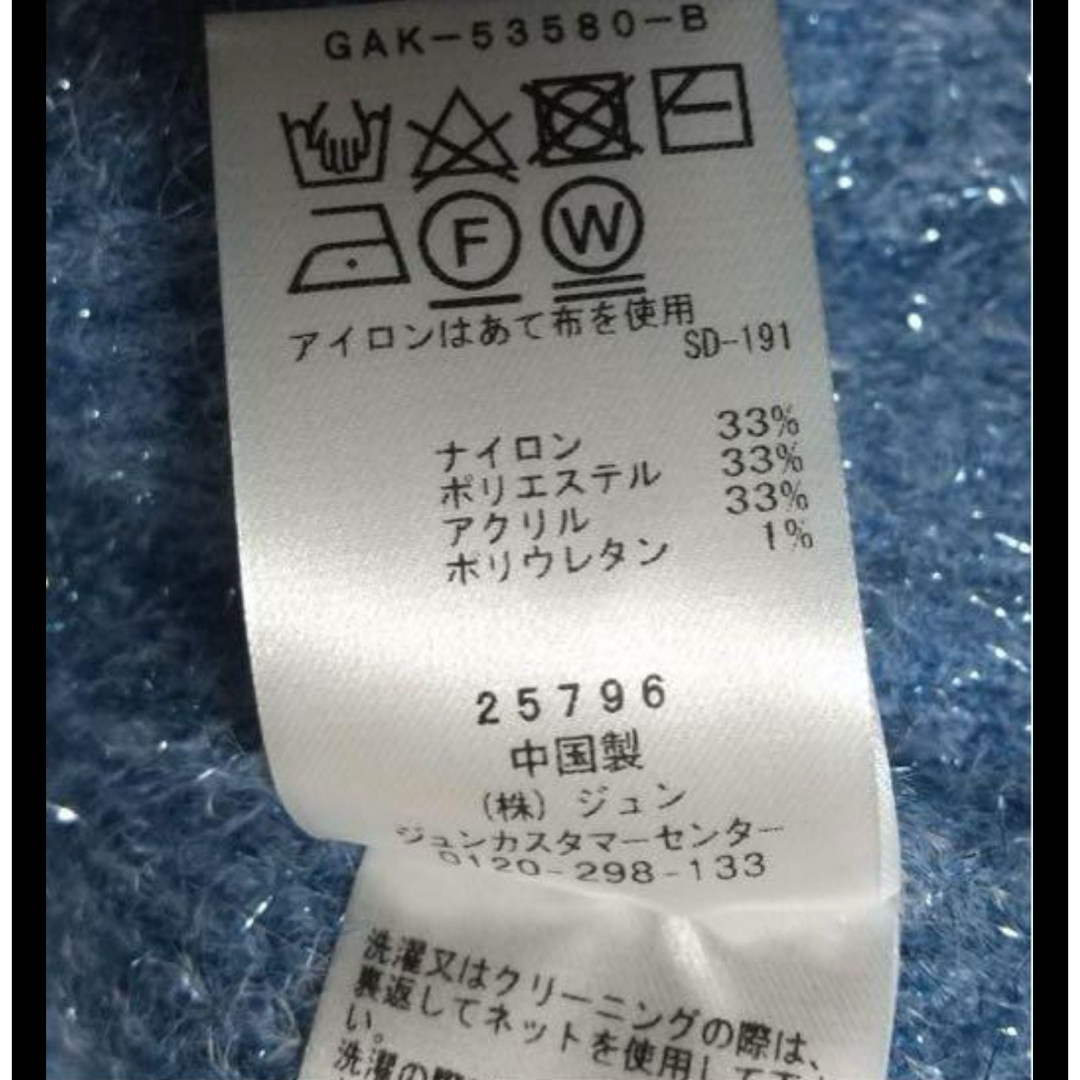 GAK-53580-B
F W
アイロンはあて布を使用
SD-191
ナイロン 33%
ポリエステル 33%
アクリル 33%
ポリウレタン 1%
25796
中国製
(株) ジュン
ジュンカスタマーセンター
0120-298-133
洗濯又はクリーニングの際は、
裏返してネットを使用して下
い。
洗濯の際